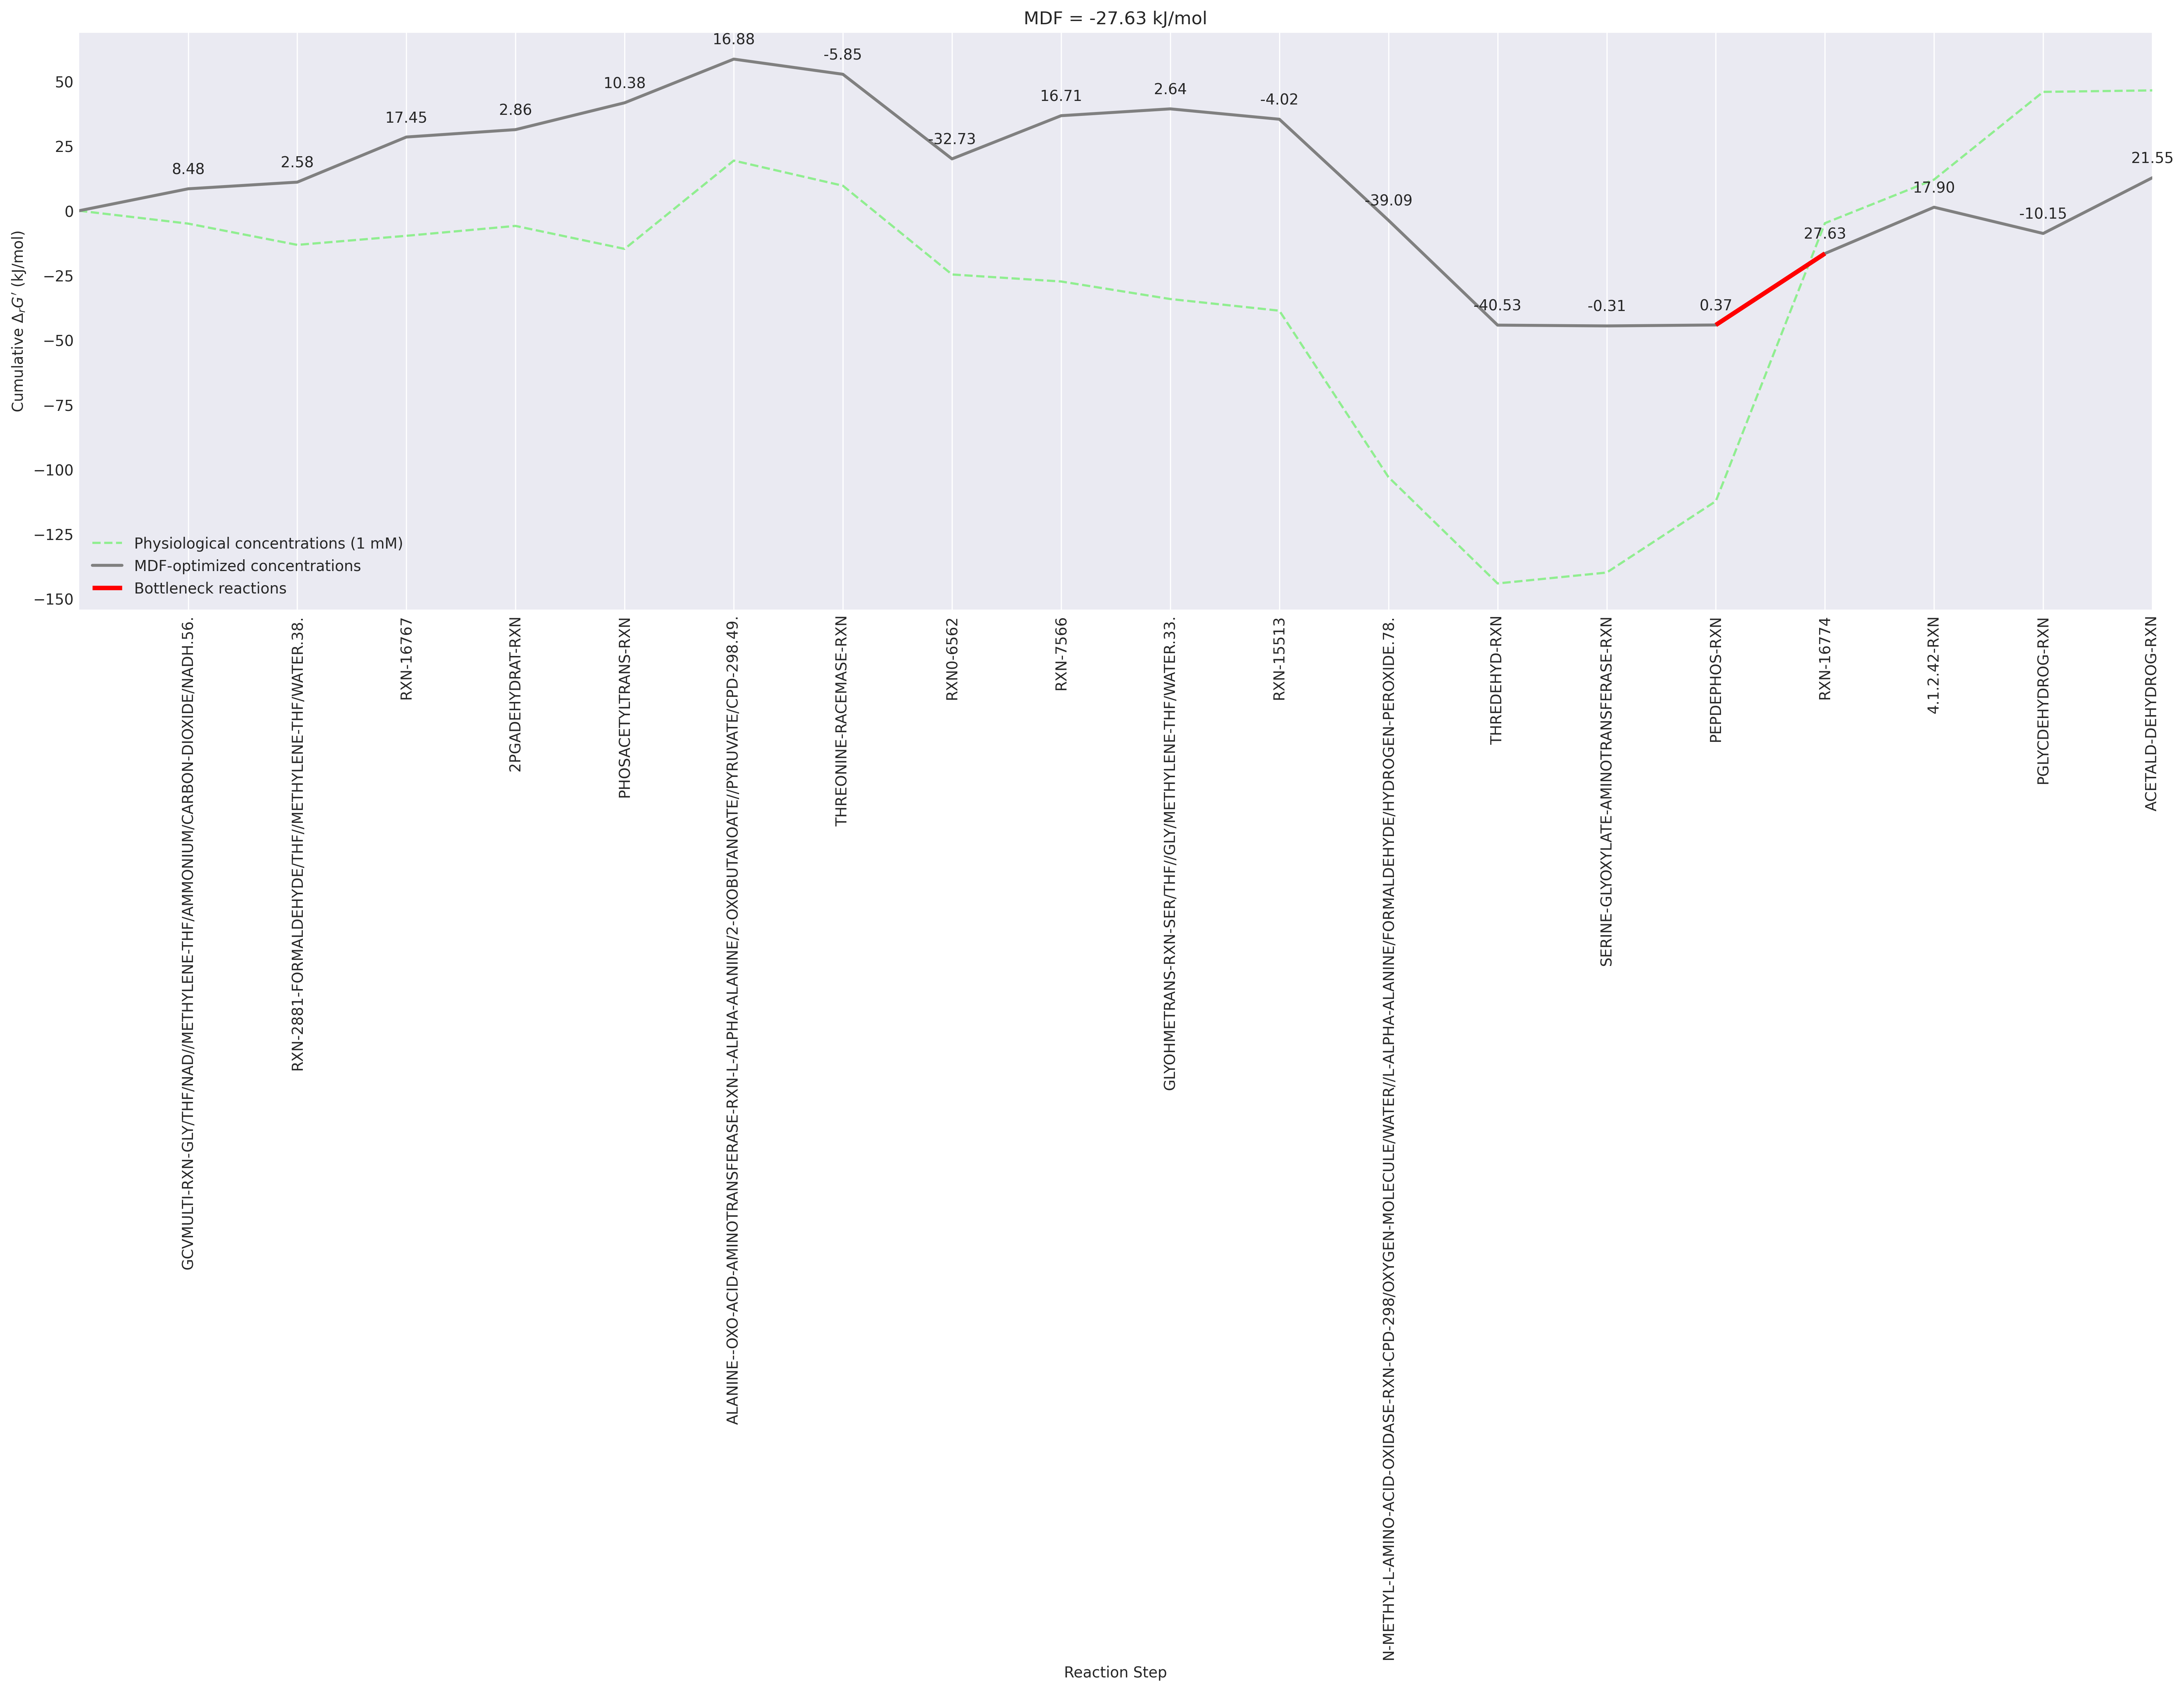 MDF = -27.63 kJ/mol
Cumulative ΔrG′ (kJ/mol)
50
25
0
−25
−50
−75
−100
−125
−150
8.48
2.58
17.45
2.86
10.38
16.88
-5.85
-32.73
16.71
2.64
-4.02
-39.09
-40.53
-0.31
0.37
27.63
17.90
-10.15
21.55
Physiological concentrations (1 mM)
MDF-optimized concentrations
Bottleneck reactions
GCVMULTI-RXN-GLY/THF/NAD//METHYLENE-THF/AMMONIUM/CARBON-DIOXIDE/NADH.56.
RXN-2881-FORMALDEHYDE/THF//METHYLENE-THF/WATER.38.
RXN-16767
2PGADEHYDRAT-RXN
PHOSACETYLTRANS-RXN
ALANINE--OXO-ACID-AMINOTRANSFERASE-RXN-L-ALPHA-ALANINE/2-OXOBUTANOATE//PYRUVATE/CPD-298.49.
THREONINE-RACEMASE-RXN
RXN0-6562
RXN-7566
GLYOHMETRANS-RXN-SER/THF//GLY/METHYLENE-THF/WATER.33.
RXN-15513
N-METHYL-L-AMINO-ACID-OXIDASE-RXN-CPD-298/OXYGEN-MOLECULE/WATER//L-ALPHA-ALANINE/FORMALDEHYDE/HYDROGEN-PEROXIDE.78.
THREDEHYD-RXN
SERINE-GLYOXYLATE-AMINOTRANSFERASE-RXN
PEPDEPHOS-RXN
RXN-16774
4.1.2.42-RXN
PGLYCDEHYDROG-RXN
ACETALD-DEHYDROG-RXN
Reaction Step